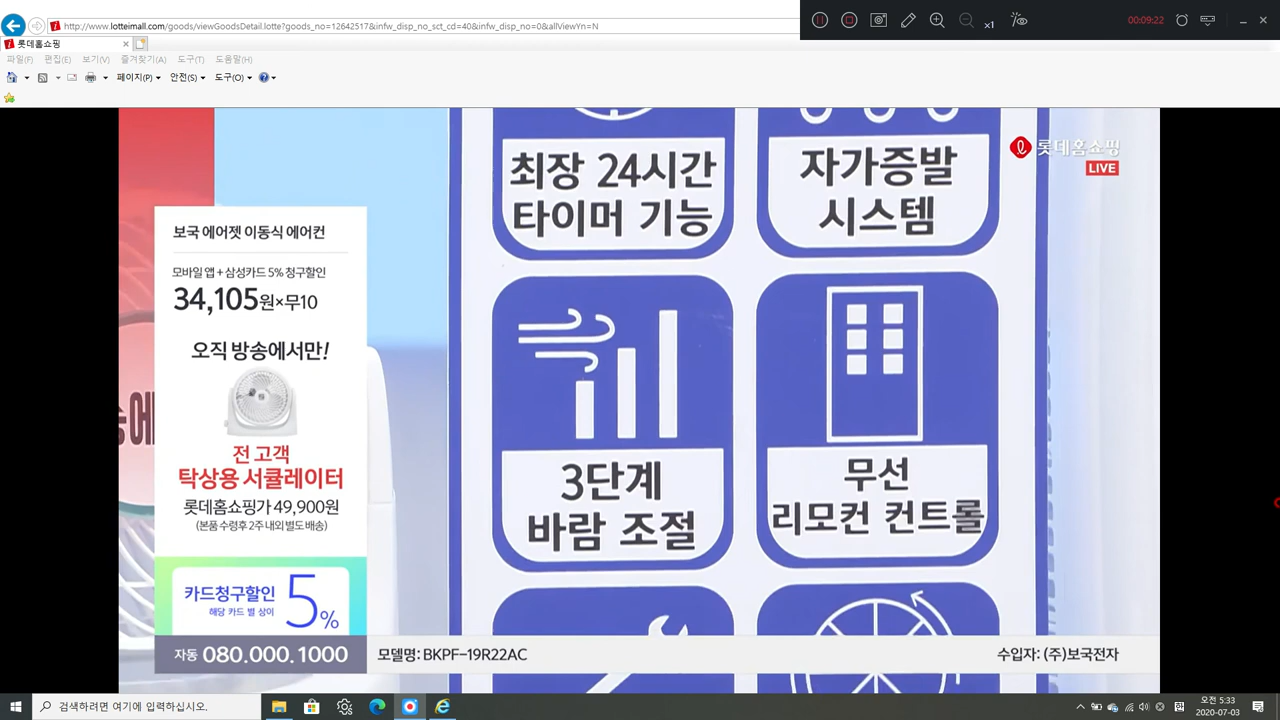 http://www.lotteimall.com/goods/viewGoodsDetail.lotte?goods_no=12642517&infw_disp_no_sct_cd=40&infw_disp_no=0&allViewYn=N
x1
00:09:22
롯데홈쇼핑
파일(F) 편집(E) 보기(V) 즐겨찾기(A) 도구(T) 도움말(H)
페이지(P) 안전(S) 도구(O)
롯데홈쇼핑
LIVE
최장 24시간
타이머 기능
자가증발
시스템
3단계
바람 조절
무선
리모컨 컨트롤
보국 에어젯 이동식 에어컨
모바일 앱 + 삼성카드 5% 청구할인
34,105원×무10
오직 방송에서만!
전 고객
탁상용 서큘레이터
롯데홈쇼핑가 49,900원
(본품 수령후 2주 내외 별도 배송)
카드청구할인
해당 카드 별 상이
5%
자동 080.000.1000
모델명: BKPF-19R22AC
수입자: (주)보국전자
검색하려면 여기에 입력하십시오.
오전 5:33
2020-07-03